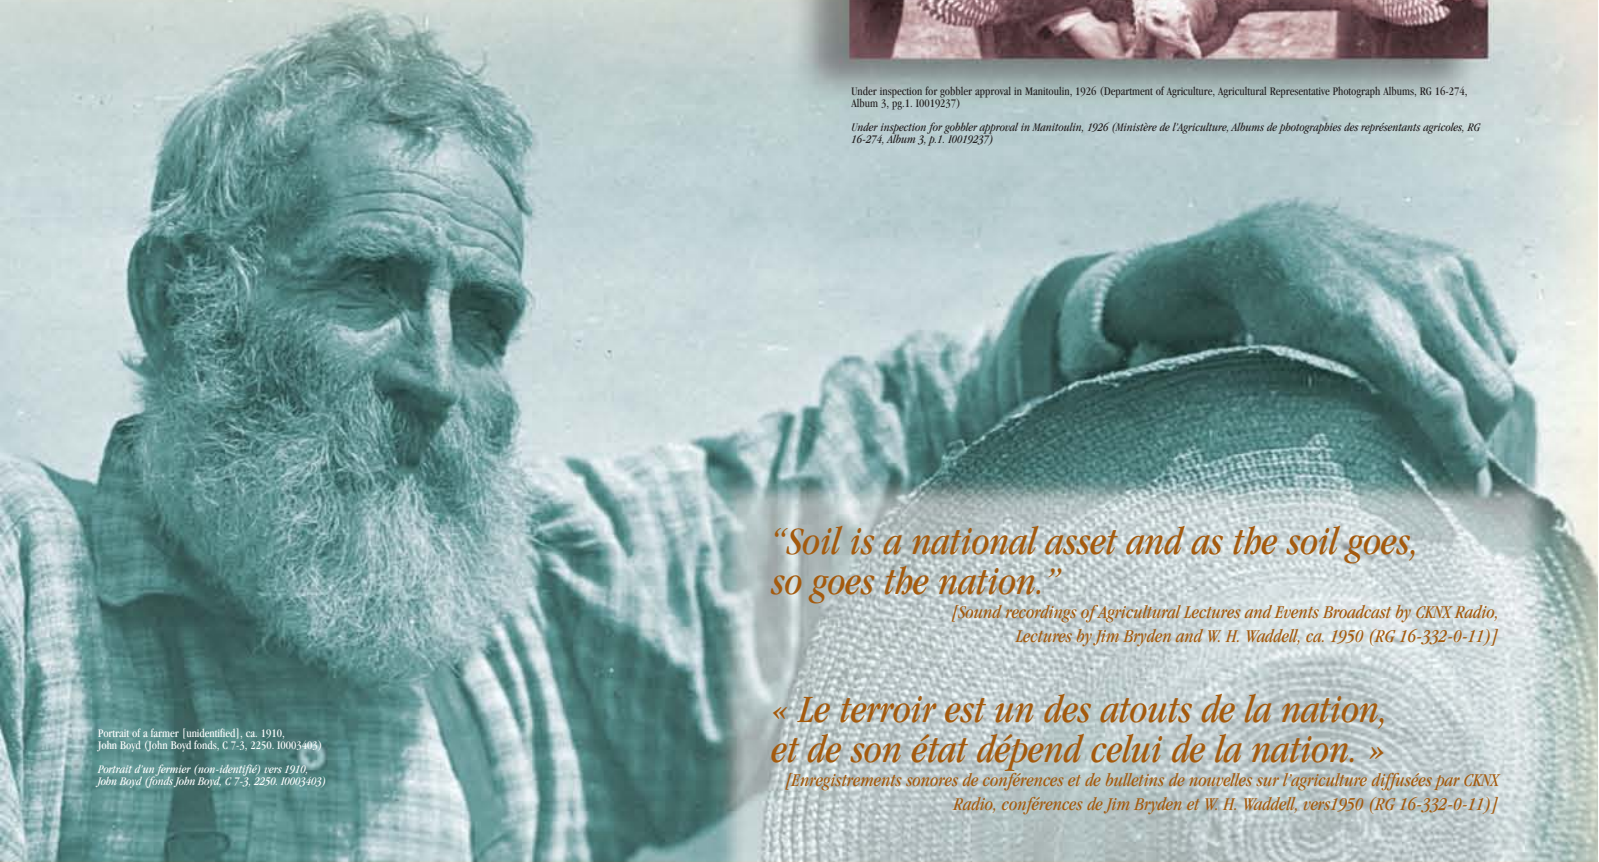 Under inspection for gobbler approval in Manitoulin, 1926 (Department of Agriculture, Agricultural Representative Photograph Albums, RG 16-274,
Album 3, pg.1. I0019237)
Under inspection for gobbler approval in Manitoulin, 1926 (Ministère de l'Agriculture, Albums de photographies des représentants agricoles, RG
16-274, Album 3, p.1. I0019237)
“Soil is a national asset and as the soil goes,
so goes the nation.”
[Sound recordings of Agricultural Lectures and Events Broadcast by CKNX Radio,
Lectures by Jim Bryden and W. H. Waddell, ca. 1950 (RG 16-332-0-11)]
« Le terroir est un des atouts de la nation,
et de son état dépend celui de la nation. »
[Enregistrements sonores de conférences et de bulletins de nouvelles sur l'agriculture diffusées par CKNX
Radio, conférences de Jim Bryden et W. H. Waddell, vers1950 (RG 16-332-0-11)]
Portrait of a farmer [unidentified], ca. 1910,
John Boyd (John Boyd fonds, C 7-3, 2250. I0003403)
Portrait d'un fermier (non-identifié) vers 1910,
John Boyd (fonds John Boyd, C 7-3, 2250. I0003403)